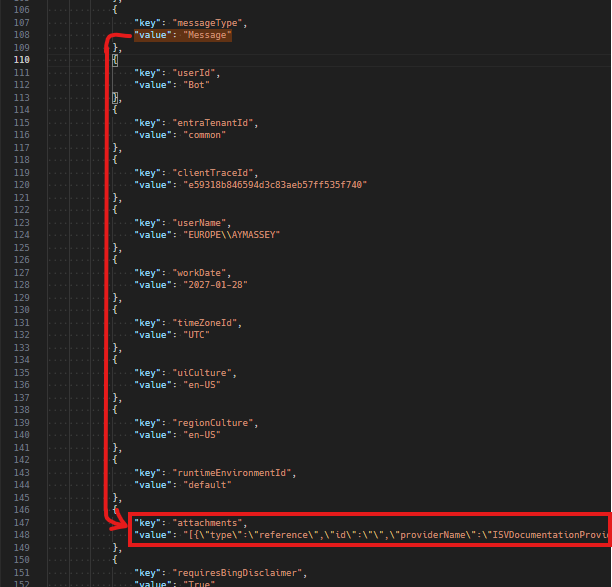 106 {
107 "key": "messageType",
108 "value": "Message"
109 },
110 {
111 "key": "userId",
112 "value": "Bot"
113 },
114 {
115 "key": "entraTenantId",
116 "value": "common"
117 },
118 {
119 "key": "clientTraceId",
120 "value": "e59318b846594d3c83aeb57ff535f740"
121 },
122 {
123 "key": "userName",
124 "value": "EUROPE\\AYMASSEY"
125 },
126 {
127 "key": "workDate",
128 "value": "2027-01-28"
129 },
130 {
131 "key": "timeZoneId",
132 "value": "UTC"
133 },
134 {
135 "key": "uiCulture",
136 "value": "en-US"
137 },
138 {
139 "key": "regionCulture",
140 "value": "en-US"
141 },
142 {
143 "key": "runtimeEnvironmentId",
144 "value": "default"
145 },
146 {
147 "key": "attachments",
148 "value": "[{\"type\":\"reference\",\"id\":\"\",\"providerName\":\"ISVDocumentationProvi
149 },
150 {
151 "key": "requiresBingDisclaimer",
152 "value": "True"